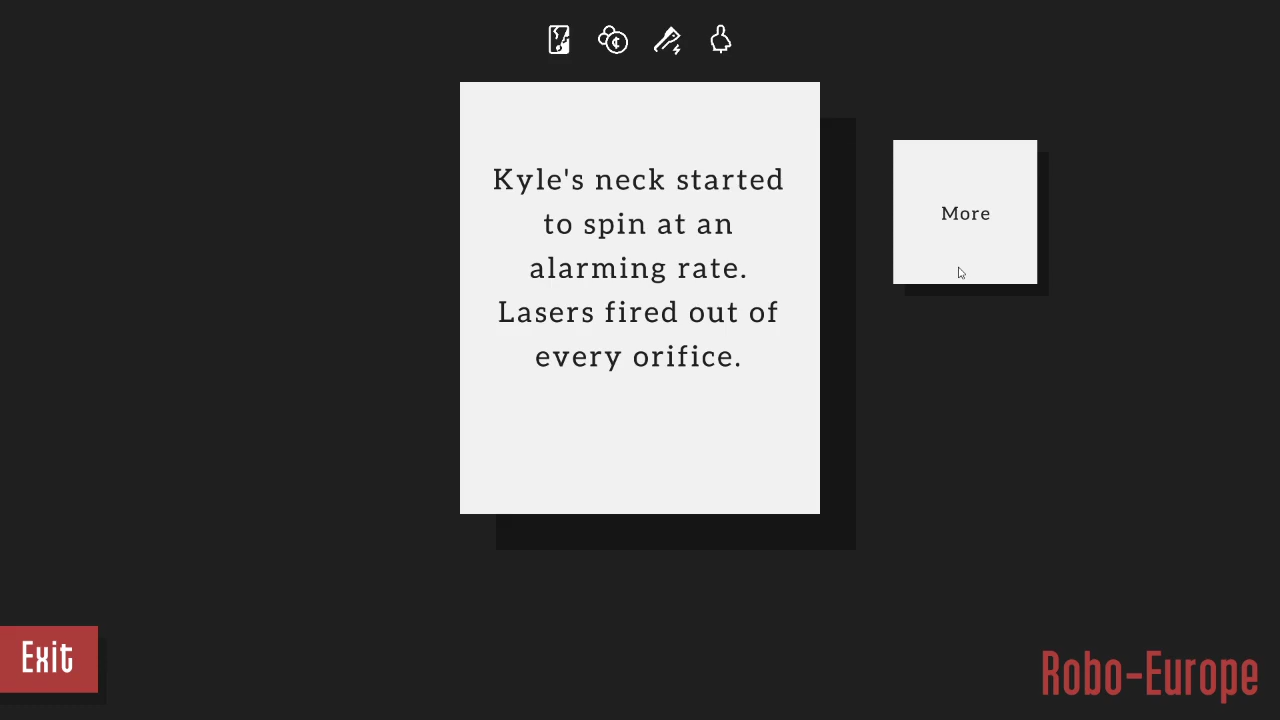 Kyle's neck started
to spin at an
alarming rate.
Lasers fired out of
every orifice.
More
Exit
Robo-Europe